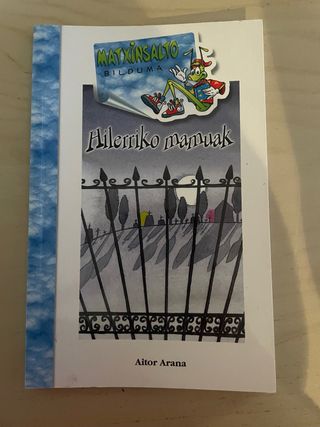 MATXINSALTO
BILDUMA
Hilerriko mamuak
Aitor Arana